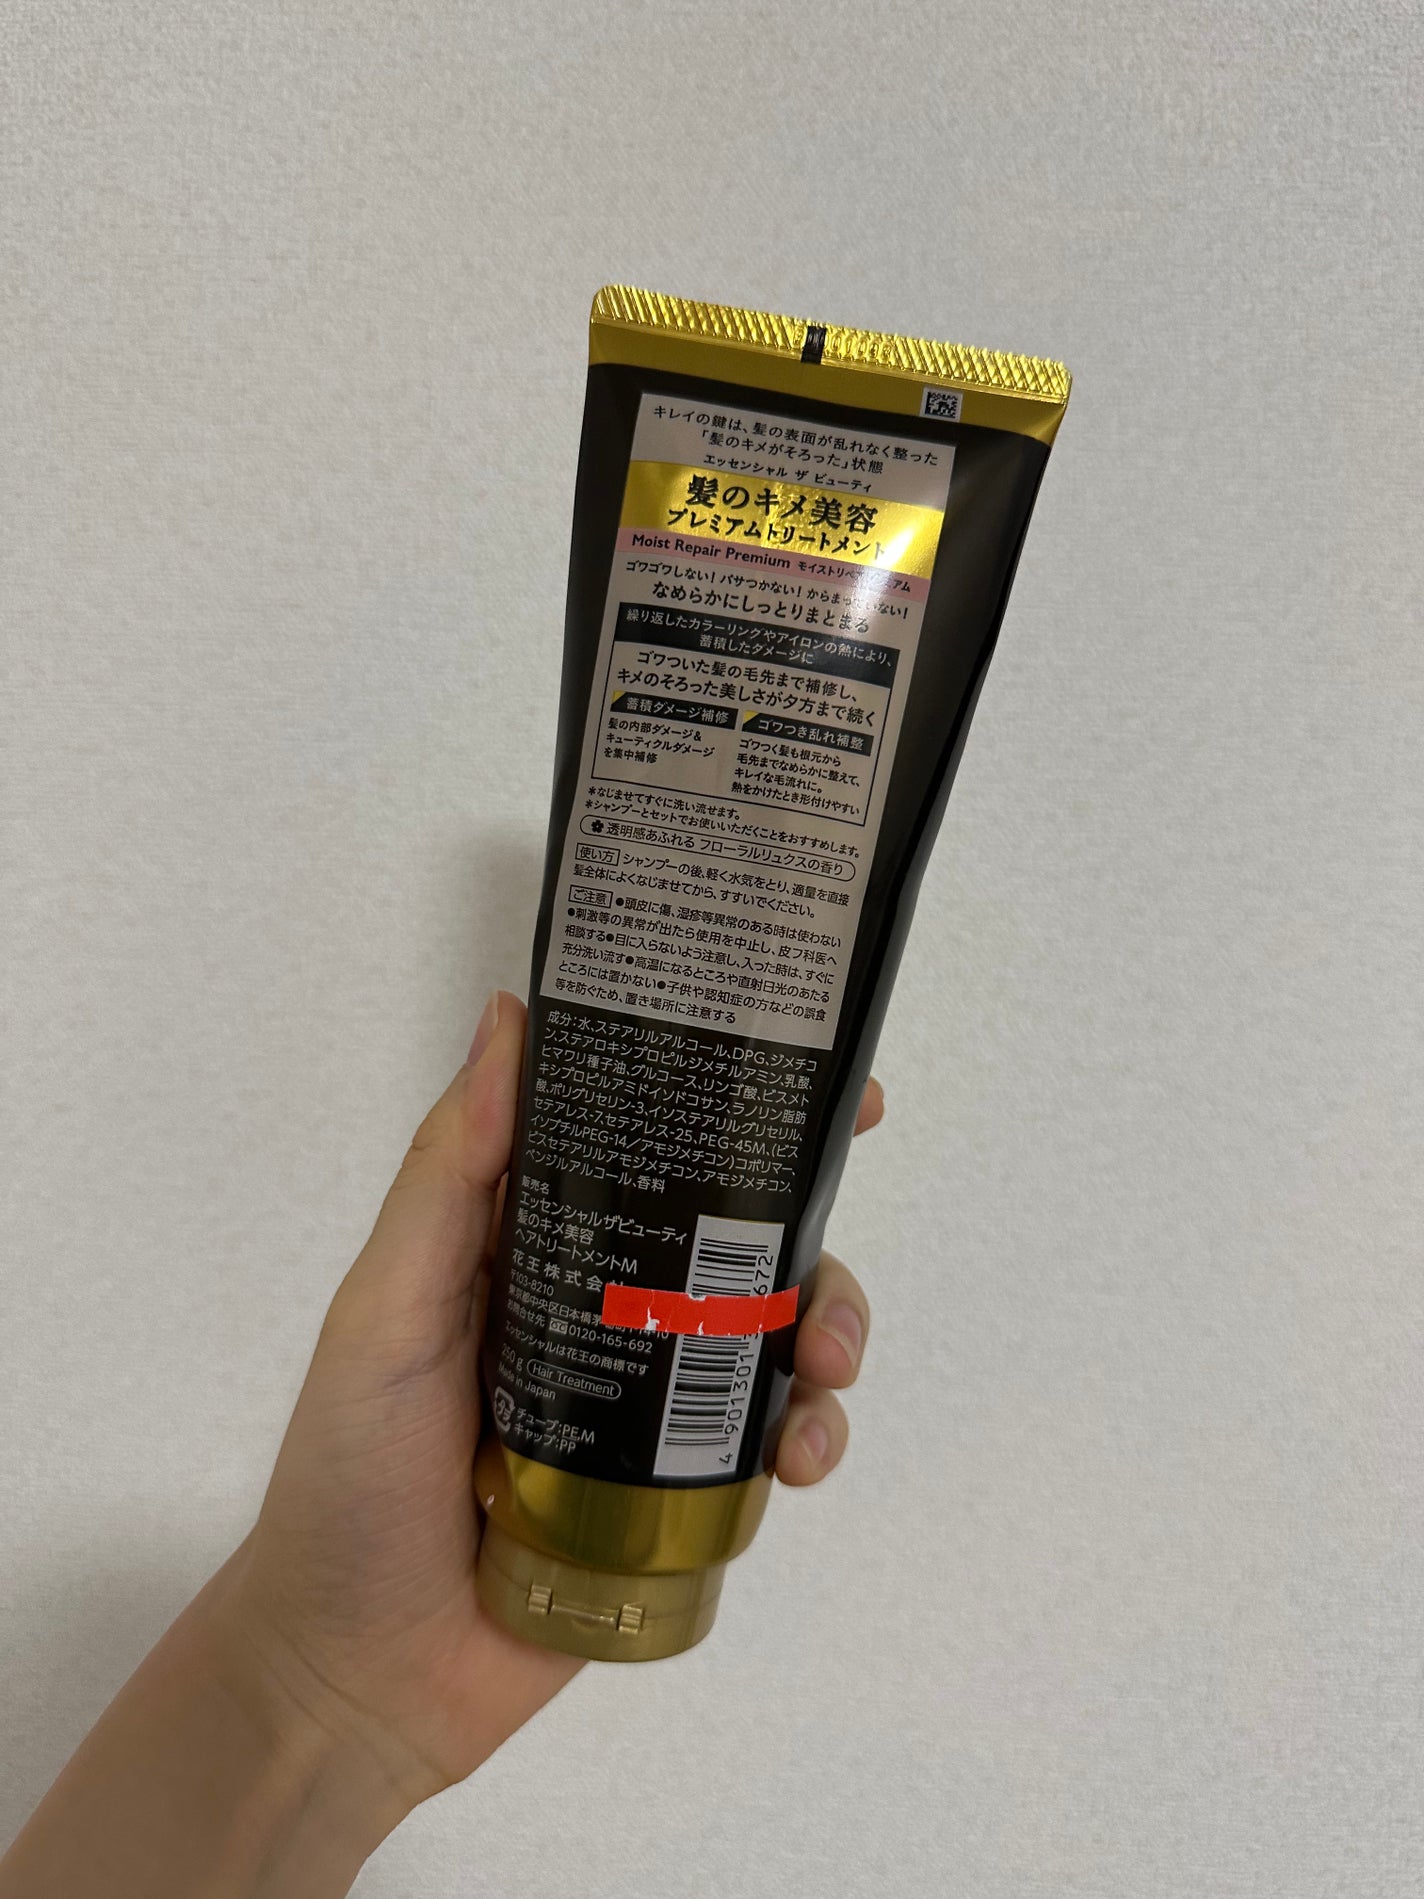 キレイの鍵は、髪の表面が乱れなく整った
「髪のキメがそろった」状態
エッセンシャル ザ ビューティ
髪のキメ美容
プレミアムトリートメント
Moist Repair Premium モイストリペアプレミアム
ゴワゴワしない! パサつかない! からまらない!
なめらかにしっとりまとまる
繰り返したカラーリングやアイロンの熱により、
蓄積したダメージに
ゴワついた髪の毛先まで補修し、
キメのそろった美しさが夕方まで続く
蓄積ダメージ補修
髪の内部ダメージ&
キューティクルダメージ
を集中補修
ゴワつき乱れ補整
ゴワつく髪も根元から
毛先までなめらかに整えて、
キレイな毛流れに。
熱をかけたとき形付けやすい
*なじませてすぐに洗い流せます。
*シャンプーとセットでお使いいただくことをおすすめします。
透明感あふれる フローラルリュクスの香り
使い方 シャンプーの後、軽く水気をとり、適量を直接
髪全体によくなじませてから、すすいでください。
ご注意 ●頭皮に傷、湿疹等異常のある時は使わない
●刺激等の異常が出たら使用を中止し、皮フ科医へ
相談する●目に入らないよう注意し、入った時は、すぐに
充分洗い流す●高温になるところや直射日光のあたる
ところには置かない●子供や認知症の方などの誤食
等を防ぐため、置き場所に注意する
成分:水、ステアリルアルコール、DPG、ジメチコ
ン、ステアロキシプロピルジメチルアミン、乳酸、
ヒマワリ種子油、グルコース、リンゴ酸、ビスメト
キシプロピルアミドイソドコサン、ラノリン脂肪
酸、ポリグリセリン-3、イソステアリルグリセリル、
セテアレス-7、セテアレス-25、PEG-45M、(ビス
イソブチルPEG-14/アモジメチコン)コポリマー、
ビスセテアリルアモジメチコン、アモジメチコン、
ベンジルアルコール、香料
販売名
エッセンシャルザビューティ
髪のキメ美容
ヘアトリートメントM
花王株式会
〒103-8210
東京都中央区日本橋茅
お問合せ先 0120-165-692
エッセンシャルは花王の商標です
250 g Hair Treatment
Made in Japan
プラ チューブ:PE,M
キャップ:PP
4 901301 672